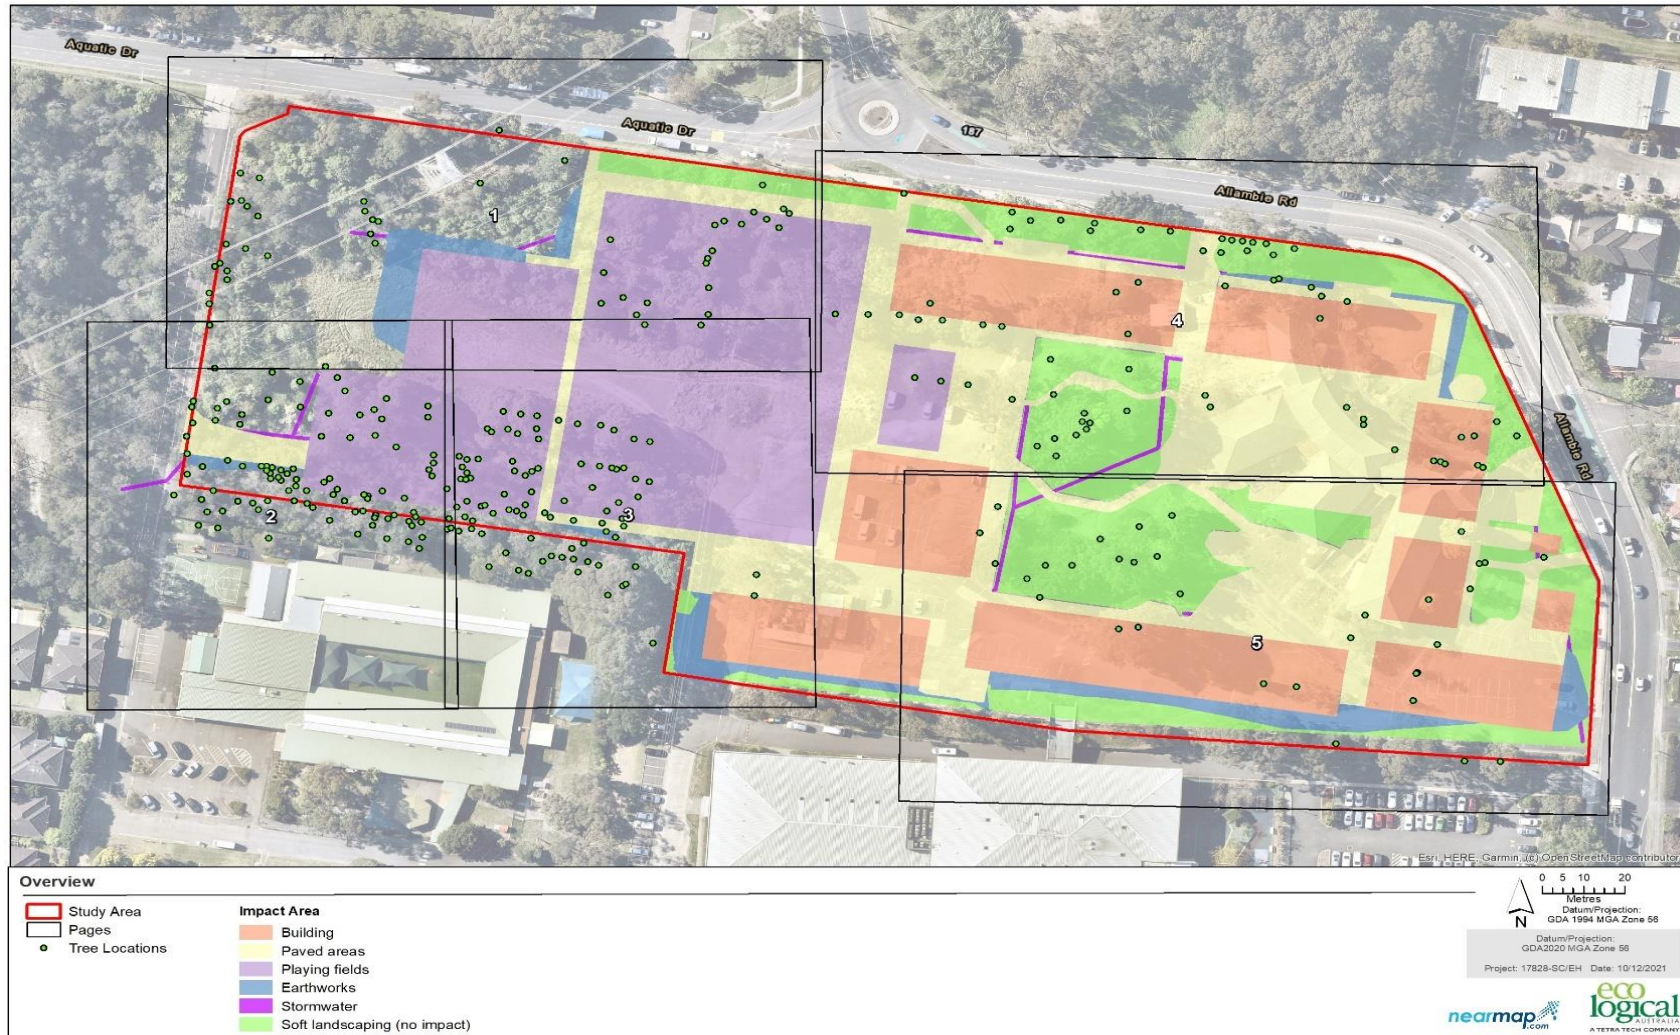 Aquatic Dr
Aquatic Dr
187
Allambie Rd
Allambie Rd
1
2
3
4
5
Esri, HERE, Garmin, (c) OpenStreetMap contributor
Overview
Study Area
Pages
Tree Locations
Impact Area
Building
Paved areas
Playing fields
Earthworks
Stormwater
Soft landscaping (no impact)
0 5 10 20
Metres
N
Datum/Projection:
GDA 1994 MGA Zone 56
Datum/Projection:
GDA2020 MGA Zone 56
Project: 17828-SC/EH Date: 10/12/2021
nearmap.com
eco
logical
AUSTRALIA
A TETRA TECH COMPANY